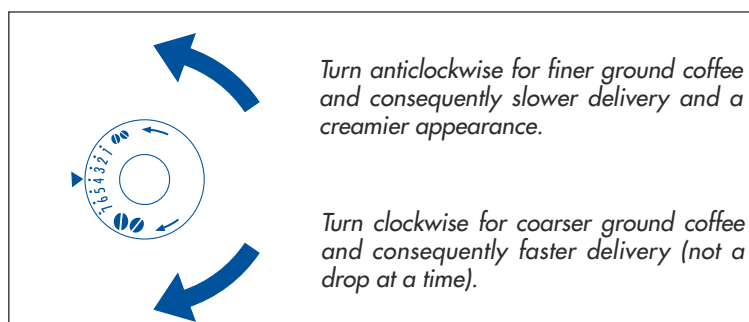 Turn anticlockwise for finer ground coffee
and consequently slower delivery and a
creamier appearance.
7654321
Turn clockwise for coarser ground coffee
and consequently faster delivery (not a
drop at a time).